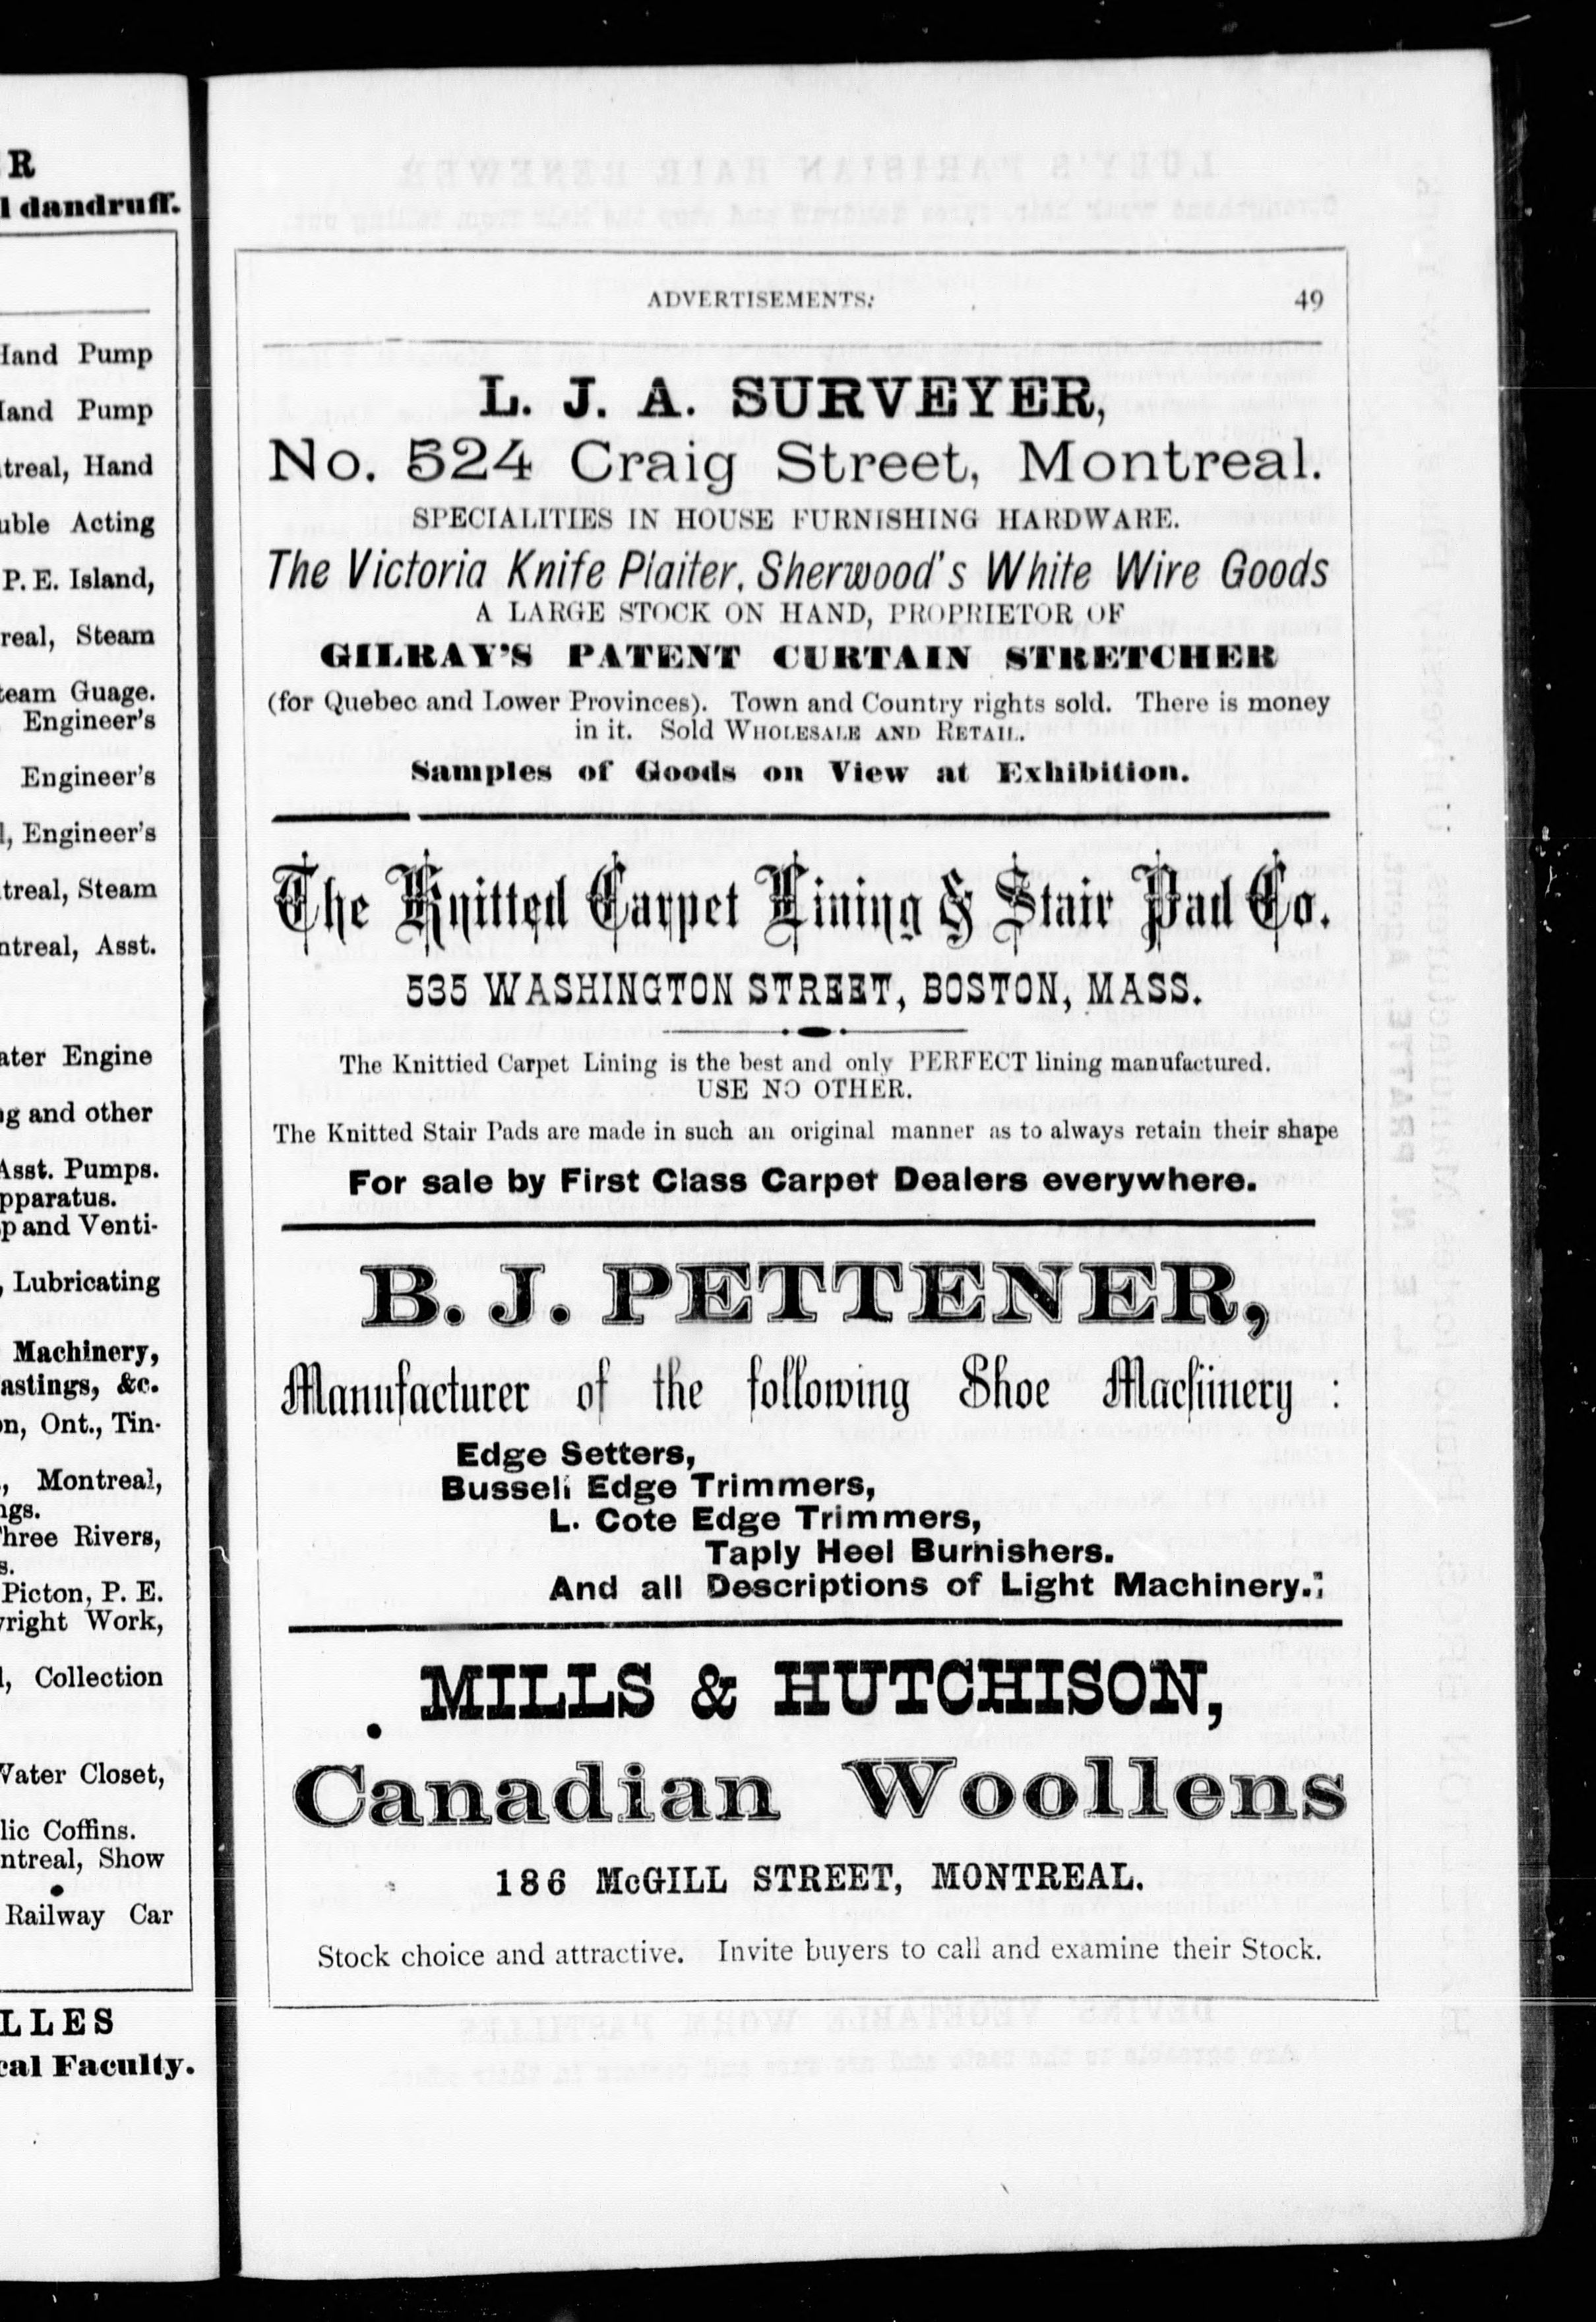 R
l dandruff.
Hand Pump
Hand Pump
treal, Hand
uble Acting
P. E. Island,
real, Steam
team Guage.
Engineer's
Engineer's
l, Engineer's
treal, Steam
ntreal, Asst.
ater Engine
ng and other
Asst. Pumps.
pparatus.
p and Venti-
, Lubricating
Machinery,
astings, &c.
on, Ont., Tin-
., Montreal,
ngs.
Three Rivers,
s.
Picton, P. E.
wright Work,
l, Collection
Water Closet,
lic Coffins.
ntreal, Show
Railway Car
LLES
cal Faculty.
ADVERTISEMENTS. 49
L. J. A. SURVEYER,
No. 524 Craig Street, Montreal.
SPECIALITIES IN HOUSE FURNISHING HARDWARE.
The Victoria Knife Plaiter, Sherwood's White Wire Goods
A LARGE STOCK ON HAND, PROPRIETOR OF
GILRAY'S PATENT CURTAIN STRETCHER
(for Quebec and Lower Provinces). Town and Country rights sold. There is money
in it. Sold WHOLESALE AND RETAIL.
Samples of Goods on View at Exhibition.
The Knitted Carpet Lining & Stair Pad Co.
535 WASHINGTON STREET, BOSTON, MASS.
The Knittied Carpet Lining is the best and only PERFECT lining manufactured.
USE NO OTHER.
The Knitted Stair Pads are made in such an original manner as to always retain their shape
For sale by First Class Carpet Dealers everywhere.
B. J. PETTENER,
Manufacturer of the following Shoe Machinery :
Edge Setters,
Bussell Edge Trimmers,
L. Cote Edge Trimmers,
Taply Heel Burnishers.
And all Descriptions of Light Machinery.
MILLS & HUTCHISON,
Canadian Woollens
186 McGILL STREET, MONTREAL.
Stock choice and attractive. Invite buyers to call and examine their Stock.